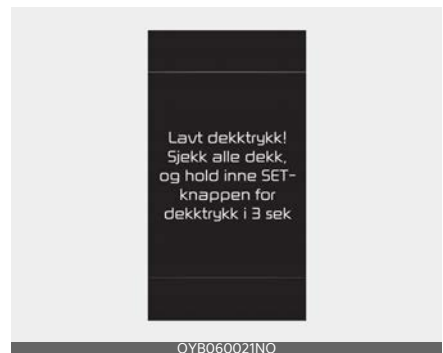 Lavt dekktrykk!
Sjekk alle dekk,
og hold inne SET-
knappen for
dekktrykk i 3 sek
OYB060021NO